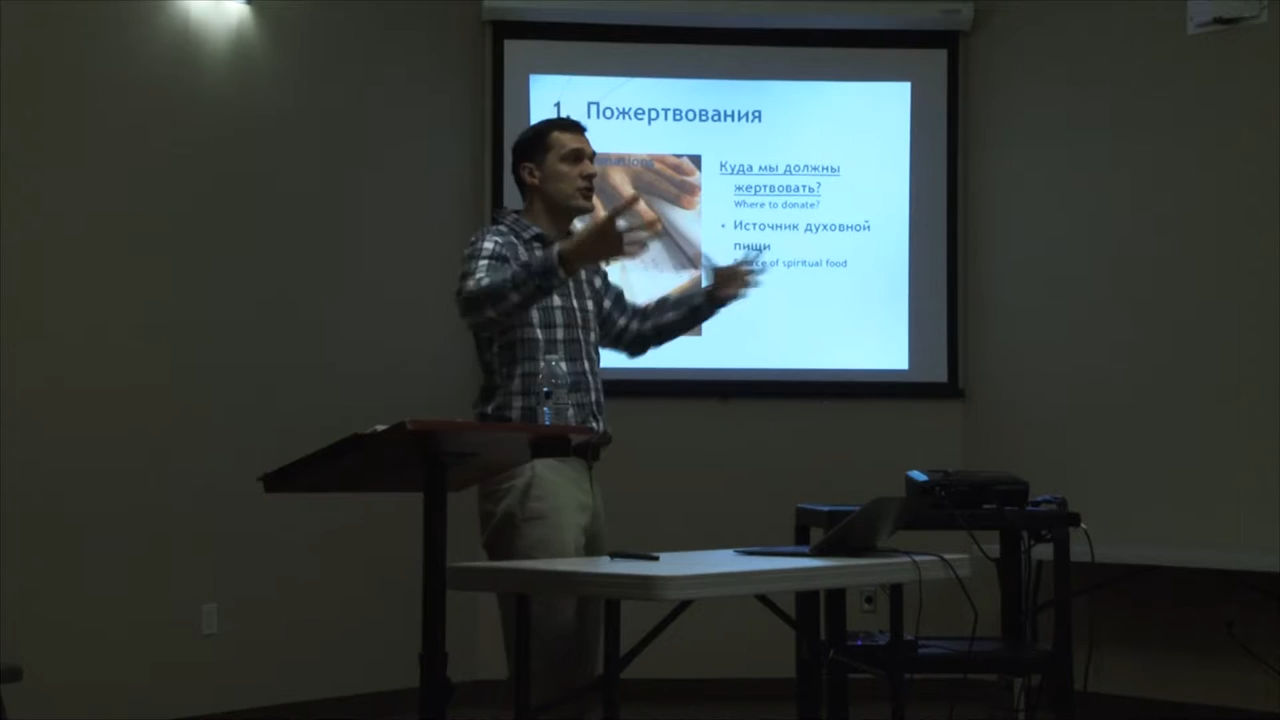 1. Пожертвования
Куда мы должны
жертвовать?
Where to donate?
• Источник духовной
пищи
of spiritual food